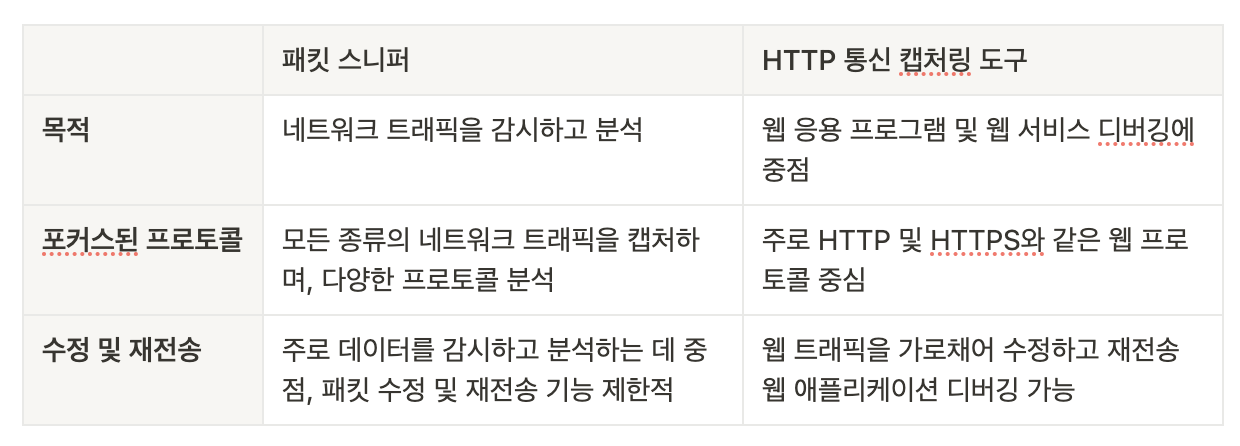 패킷 스니퍼
HTTP 통신 캡처링 도구
목적
네트워크 트래픽을 감시하고 분석
웹 응용 프로그램 및 웹 서비스 디버깅에
중점
포커스된 프로토콜
모든 종류의 네트워크 트래픽을 캡처하
며, 다양한 프로토콜 분석
주로 HTTP 및 HTTPS와 같은 웹 프로
토콜 중심
수정 및 재전송
주로 데이터를 감시하고 분석하는 데 중
점, 패킷 수정 및 재전송 기능 제한적
웹 트래픽을 가로채어 수정하고 재전송
웹 애플리케이션 디버깅 가능